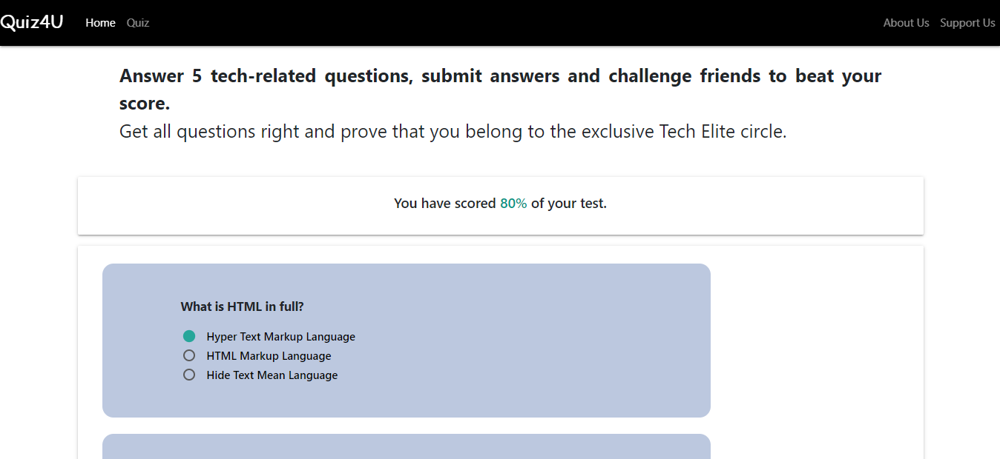 Quiz4U Home Quiz About Us Support Us
Answer 5 tech-related questions, submit answers and challenge friends to beat your
score.
Get all questions right and prove that you belong to the exclusive Tech Elite circle.
You have scored 80% of your test.
What is HTML in full?
Hyper Text Markup Language
HTML Markup Language
Hide Text Mean Language